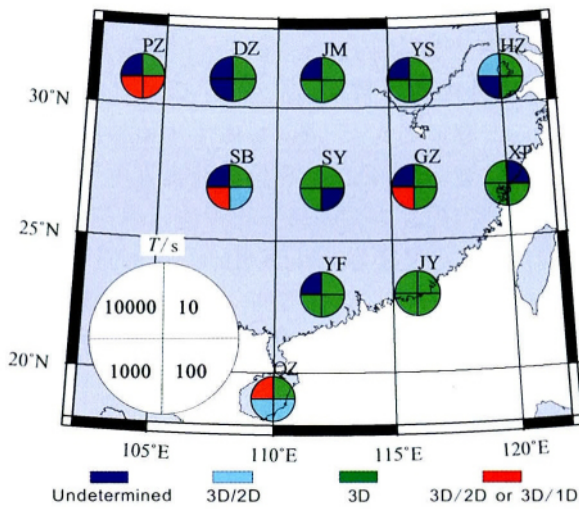 PZ DZ JM YS HZ
30°N
SB SY GZ XP
25°N
T/s
10000 10
YF JY
1000 100
20°N
QZ
105°E 110°E 115°E 120°E
Undetermined 3D/2D 3D 3D/2D or 3D/1D